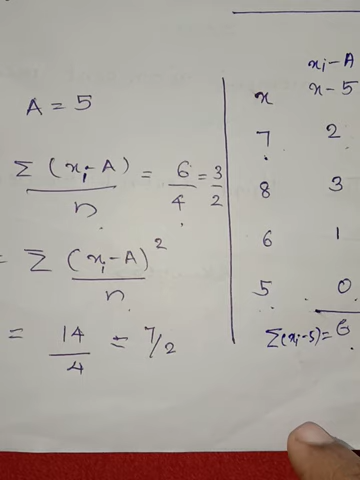 A = 5
Σ (xᵢ-A) / n = 6/4 = 3/2
= Σ (xᵢ-A)² / n
= 14/4 = 7/2
xᵢ-A
x x-5
7 2
8 3
6 1
5 0
Σ(xᵢ-5) = 6